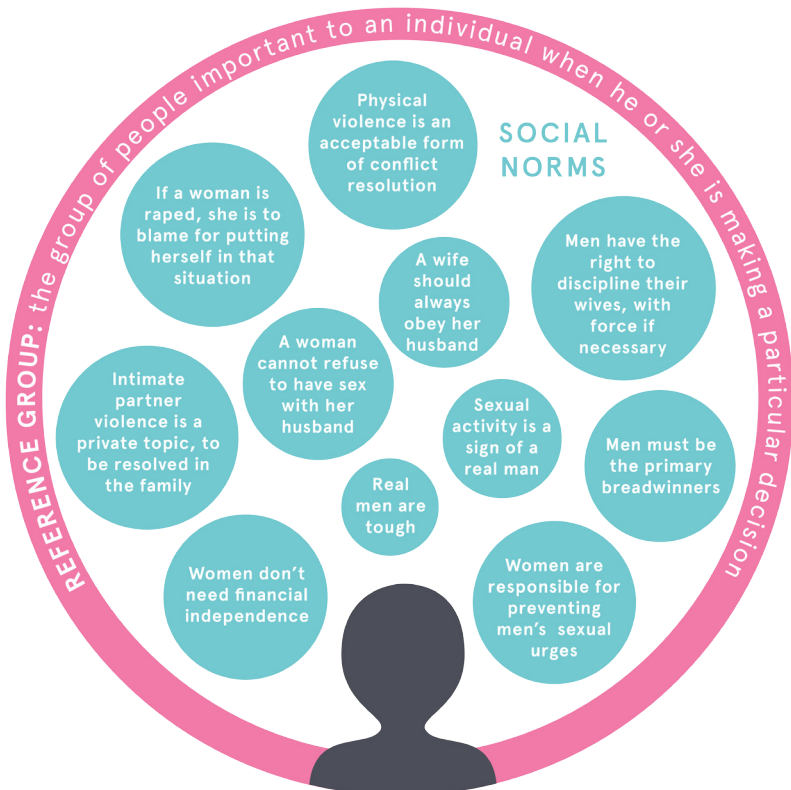 REFERENCE GROUP: the group of people important to an individual when he or she is making a particular decision
SOCIAL
NORMS
Physical
violence is an
acceptable form
of conflict
resolution
If a woman is
raped, she is to
blame for putting
herself in that
situation
A wife
should
always
obey her
husband
Men have the
right to
discipline their
wives, with
force if
necessary
A woman
cannot refuse
to have sex
with her
husband
Intimate
partner
violence is a
private topic, to
be resolved in
the family
Sexual
activity is a
sign of a
real man
Men must be
the primary
breadwinners
Real
men are
tough
Women don't
need financial
independence
Women are
responsible for
preventing
men's sexual
urges